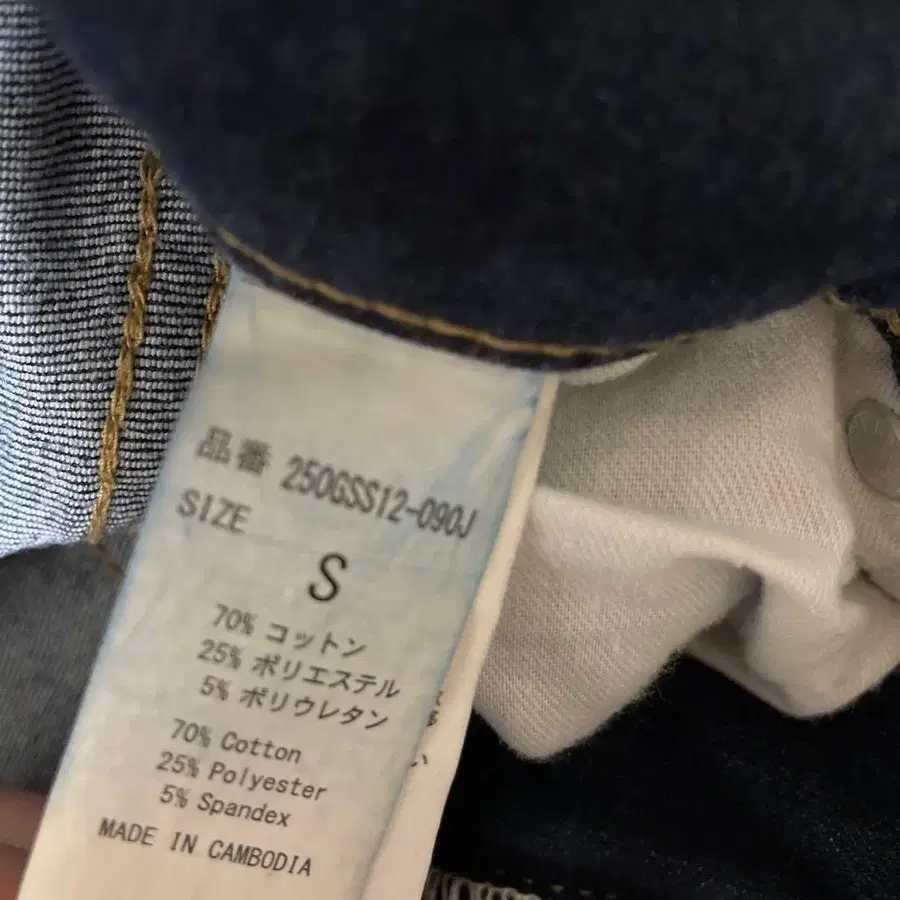 品番 250GSS12-090J
SIZE
S
70% コットン
25% ポリエステル
5% ポリウレタン
70% Cotton
25% Polyester
5% Spandex
MADE IN CAMBODIA
い